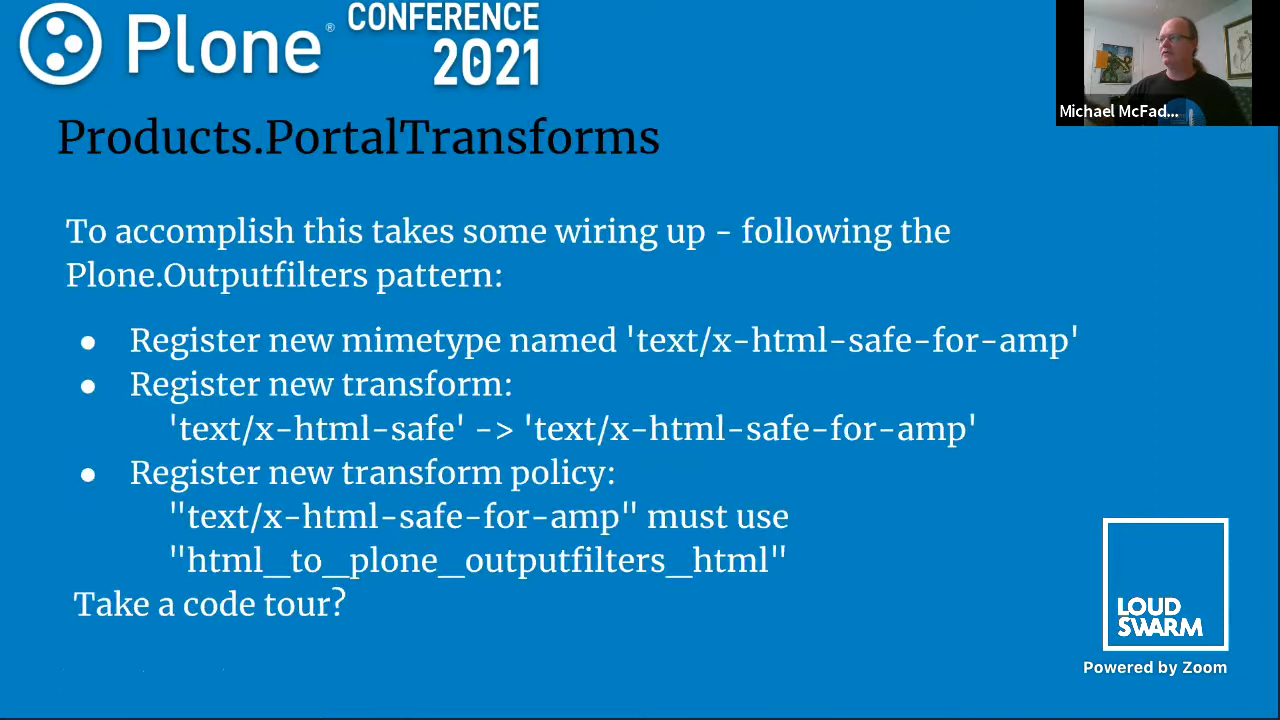 Plone® CONFERENCE
2021
Michael McFad...
Products.PortalTransforms
To accomplish this takes some wiring up - following the
Plone.Outputfilters pattern:
● Register new mimetype named 'text/x-html-safe-for-amp'
● Register new transform:
'text/x-html-safe' -> 'text/x-html-safe-for-amp'
● Register new transform policy:
"text/x-html-safe-for-amp" must use
"html_to_plone_outputfilters_html"
Take a code tour?
LOUD
SWARM
Powered by Zoom